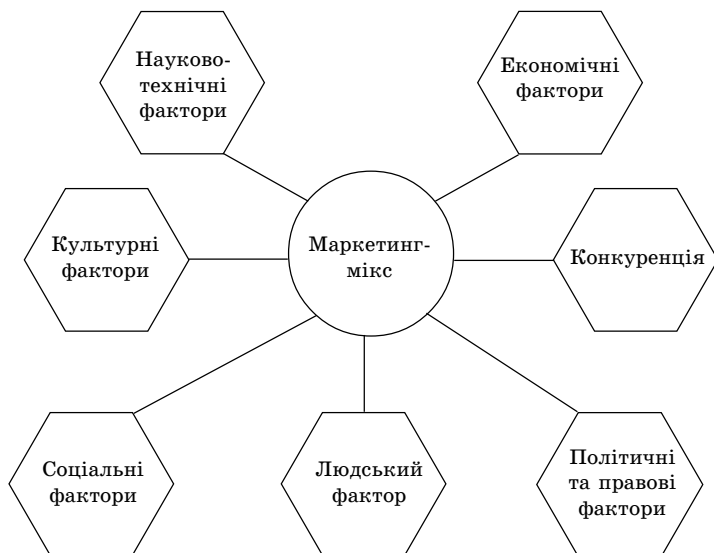 Науково-
технічні
фактори
Економічні
фактори
Культурні
фактори
Маркетинг-
мікс
Конкуренція
Соціальні
фактори
Людський
фактор
Політичні
та правові
фактори